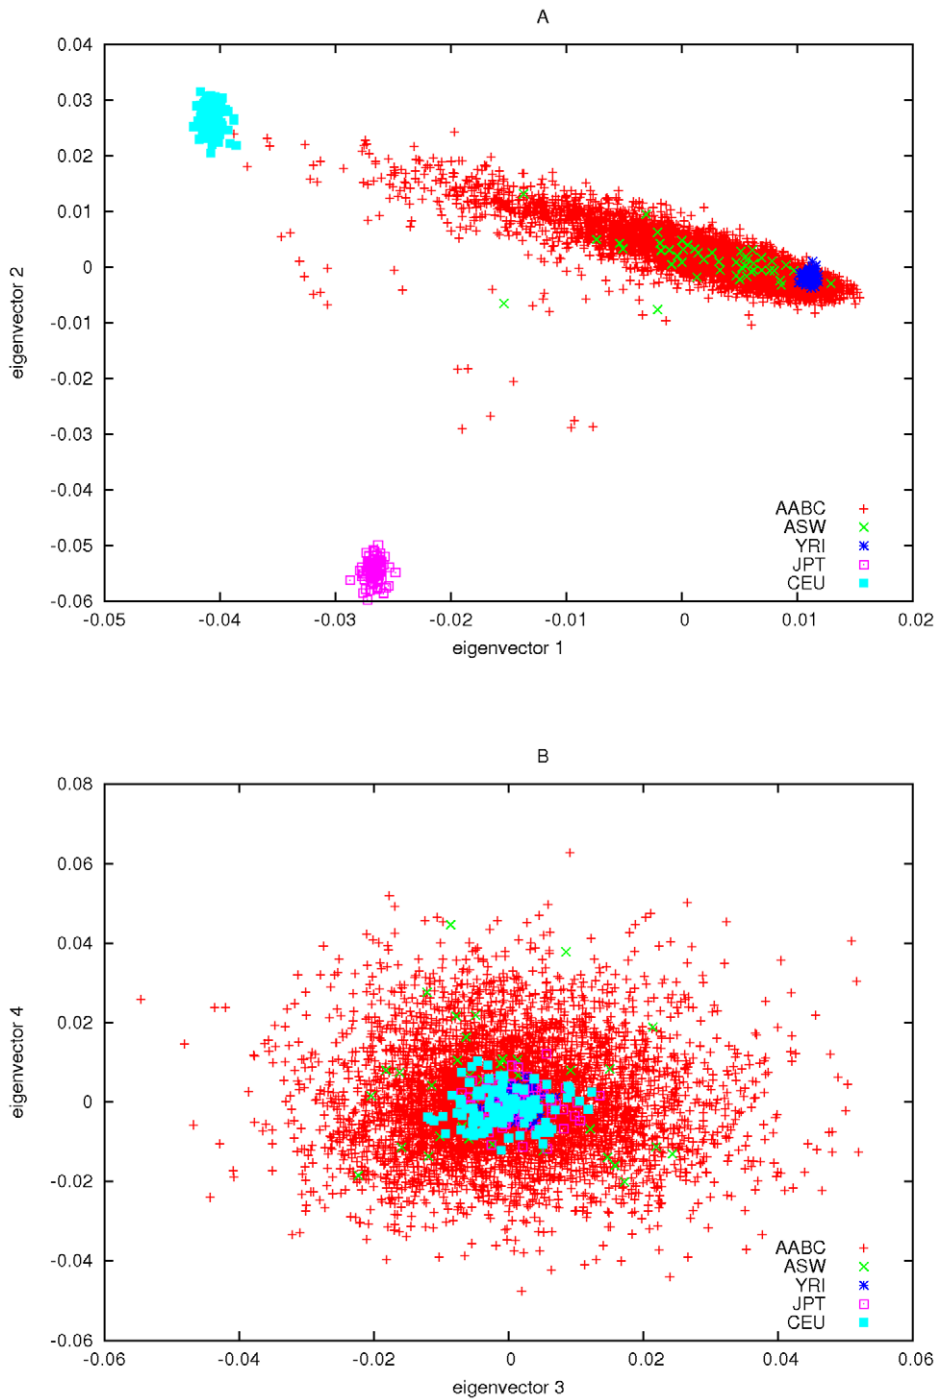 A
0.04
0.03
0.02
0.01
0
-0.01
-0.02
-0.03
-0.04
-0.05
-0.06
eigenvector 2
-0.05 -0.04 -0.03 -0.02 -0.01 0 0.01 0.02
eigenvector 1
AABC
ASW
YRI
JPT
CEU
B
0.08
0.06
0.04
0.02
0
-0.02
-0.04
-0.06
eigenvector 4
-0.06 -0.04 -0.02 0 0.02 0.04 0.06
eigenvector 3
AABC
ASW
YRI
JPT
CEU